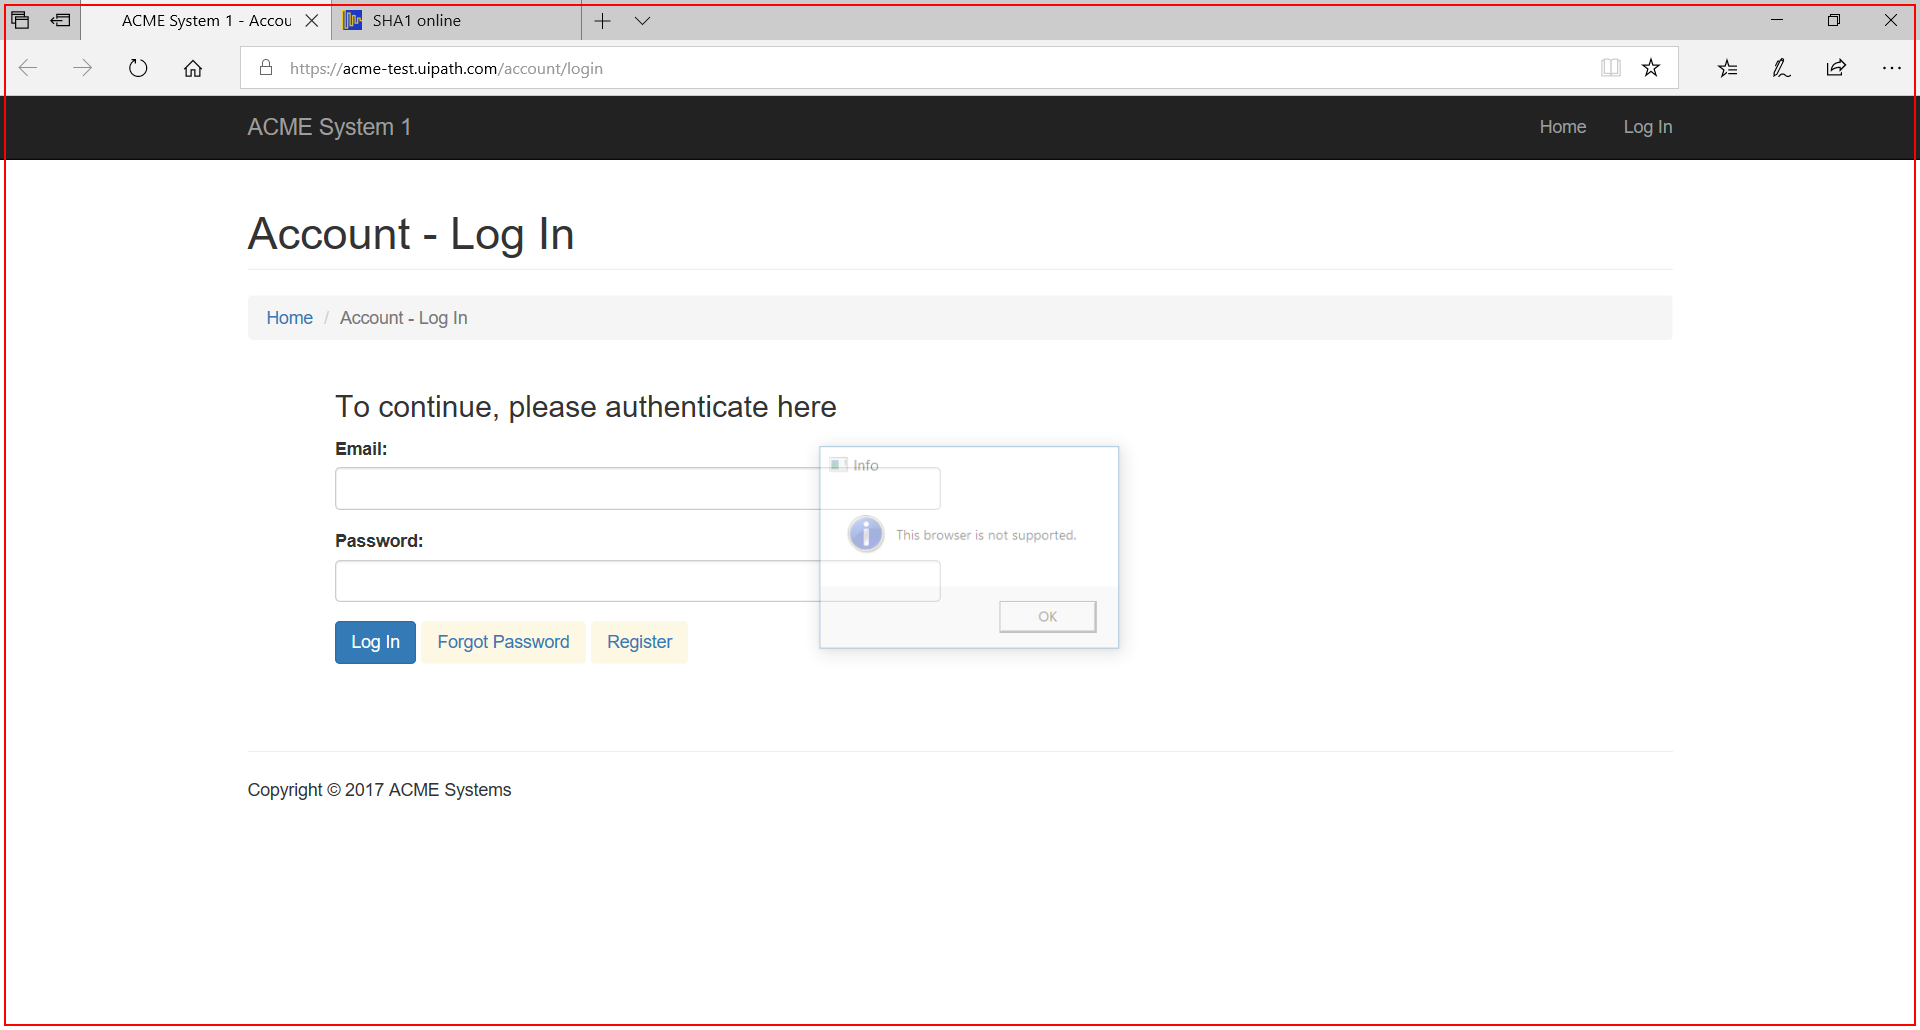 ACME System 1 - Accou
SHA1 online
https://acme-test.uipath.com/account/login
ACME System 1
Home
Log In
Account - Log In
Home / Account - Log In
To continue, please authenticate here
Email:
Info
This browser is not supported.
Password:
OK
Log In
Forgot Password
Register
Copyright © 2017 ACME Systems